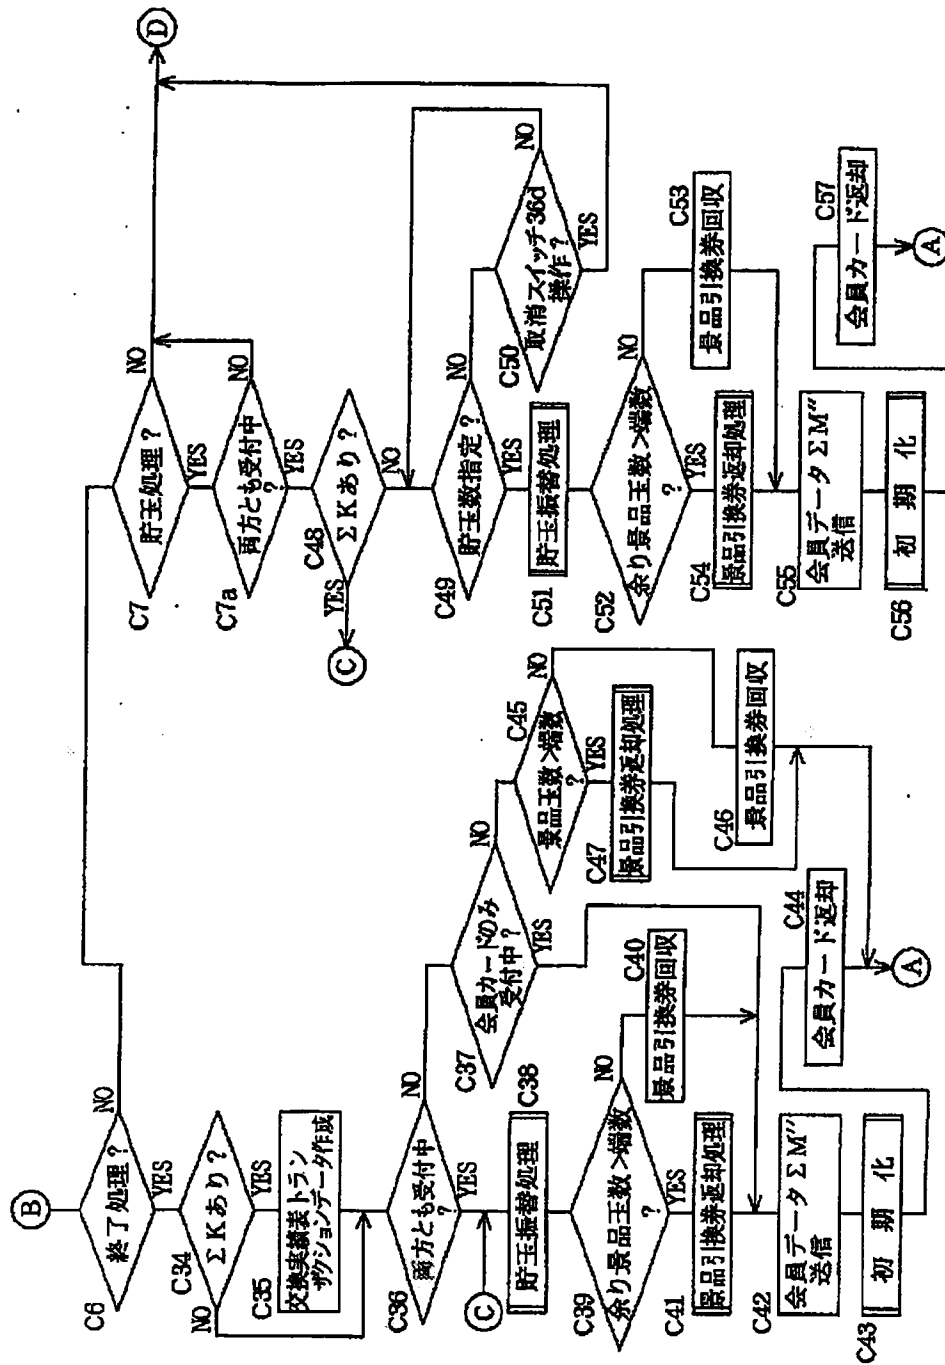 B
C6
終了処理?
NO
YES
C34
ΣKあり?
NO
YES
C35
交換実績表トラン
ザクションデータ作成
C36
両方とも受付中
?
NO
YES
C
C37
会員カードのみ
受付中?
NO
YES
C38
貯玉振替処理
C39
余り景品玉数>端数
?
NO
YES
C40
景品引換券回収
C41
景品引換券返却処理
C42
会員データΣM"
送信
C43
初期化
C44
会員カード返却
A
C45
景品玉数>端数
?
NO
YES
C46
景品引換券回収
C47
景品引換券返却処理
C7
貯玉処理?
NO
YES
D
C7a
両方とも受付中
?
NO
YES
C48
ΣKあり?
YES
NO
C
C49
貯玉数指定?
NO
YES
C50
取消スイッチ36d
操作?
NO
YES
C51
貯玉振替処理
C52
余り景品玉数>端数
?
NO
YES
C53
景品引換券回収
C54
景品引換券返却処理
C55
会員データΣM"
送信
C56
初期化
C57
会員カード返却
A